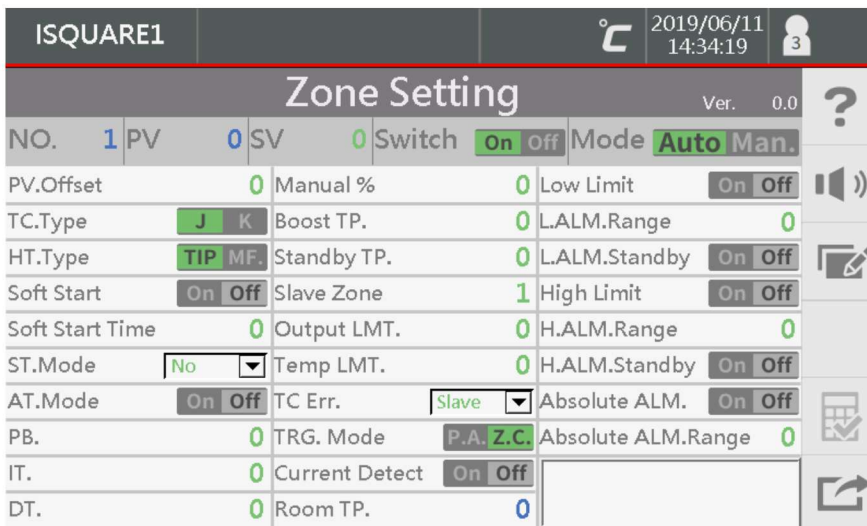 ISQUARE1 ℃ 2019/06/11
14:34:19 3
Zone Setting Ver. 0.0
?
NO. 1 PV 0 SV 0 Switch On Off Mode Auto Man.
PV.Offset 0 Manual % 0 Low Limit On Off
TC.Type J K Boost TP. 0 L.ALM.Range 0
HT.Type TIP MF. Standby TP. 0 L.ALM.Standby On Off
Soft Start On Off Slave Zone 1 High Limit On Off
Soft Start Time 0 Output LMT. 0 H.ALM.Range 0
ST.Mode No Temp LMT. 0 H.ALM.Standby On Off
AT.Mode On Off TC Err. Slave Absolute ALM. On Off
PB. 0 TRG. Mode P.A. Z.C. Absolute ALM.Range 0
IT. 0 Current Detect On Off
DT. 0 Room TP. 0